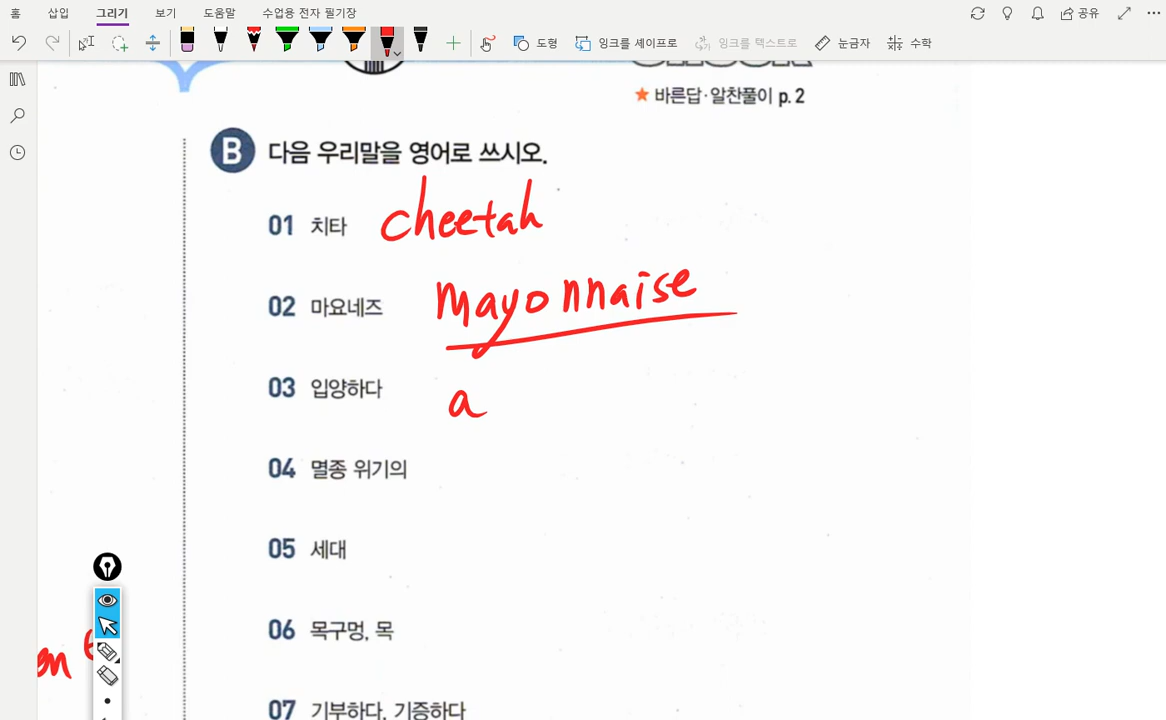 홈 삽입 그리기 보기 도움말 수업용 전자 필기장 공유
도형 잉크를 셰이프로 잉크를 텍스트로 눈금자 수학
★ 바른답·알찬풀이 p. 2
B 다음 우리말을 영어로 쓰시오.
01 치타 cheetah
02 마요네즈 mayonnaise
03 입양하다 a
04 멸종 위기의
05 세대
06 목구멍, 목
07 기부하다, 기증하다